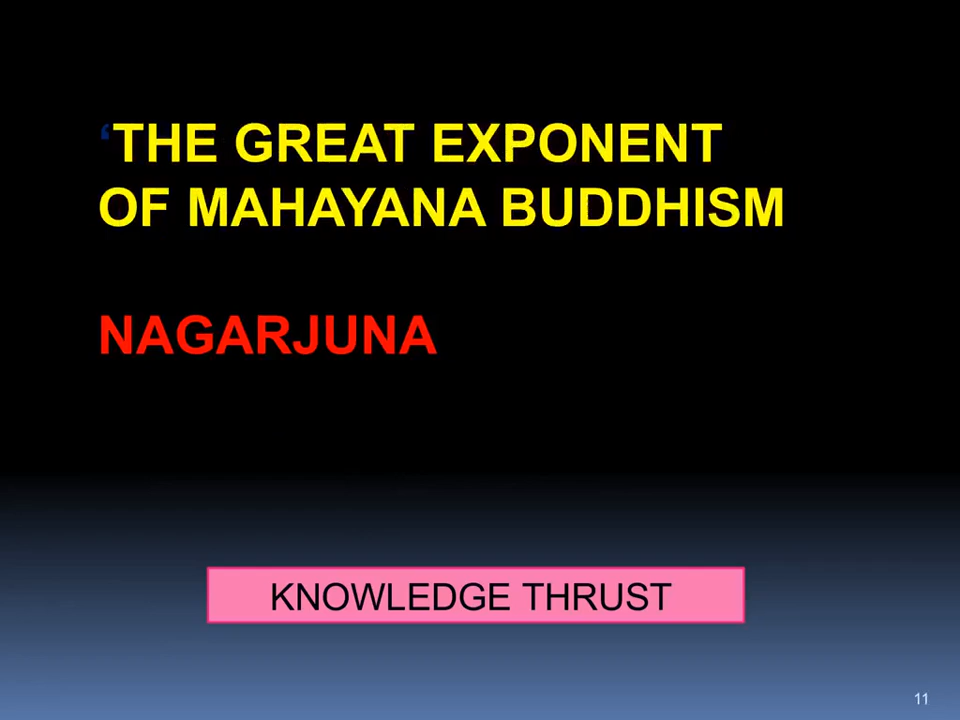 ‘THE GREAT EXPONENT
OF MAHAYANA BUDDHISM
NAGARJUNA
KNOWLEDGE THRUST
11